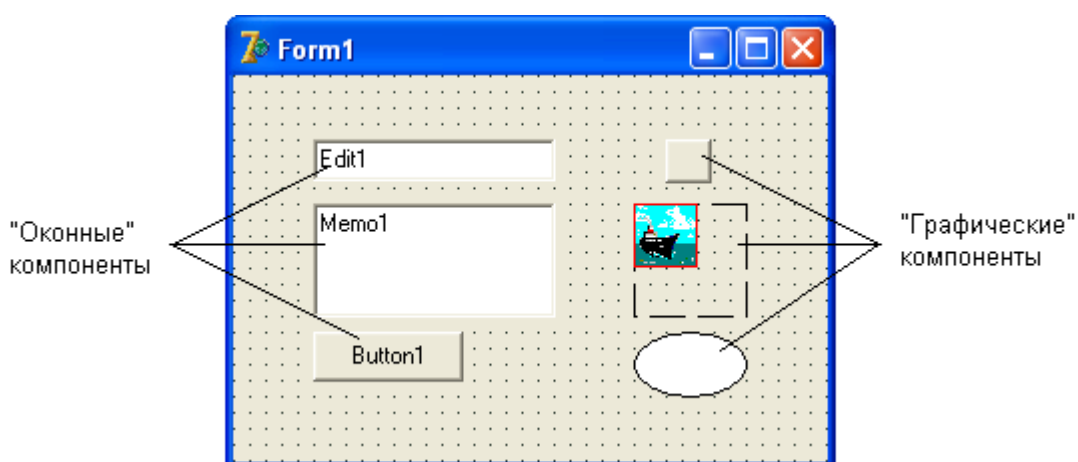 Form1
Edit1
"Оконные"
компоненты
Memo1
Button1
"Графические"
компоненты